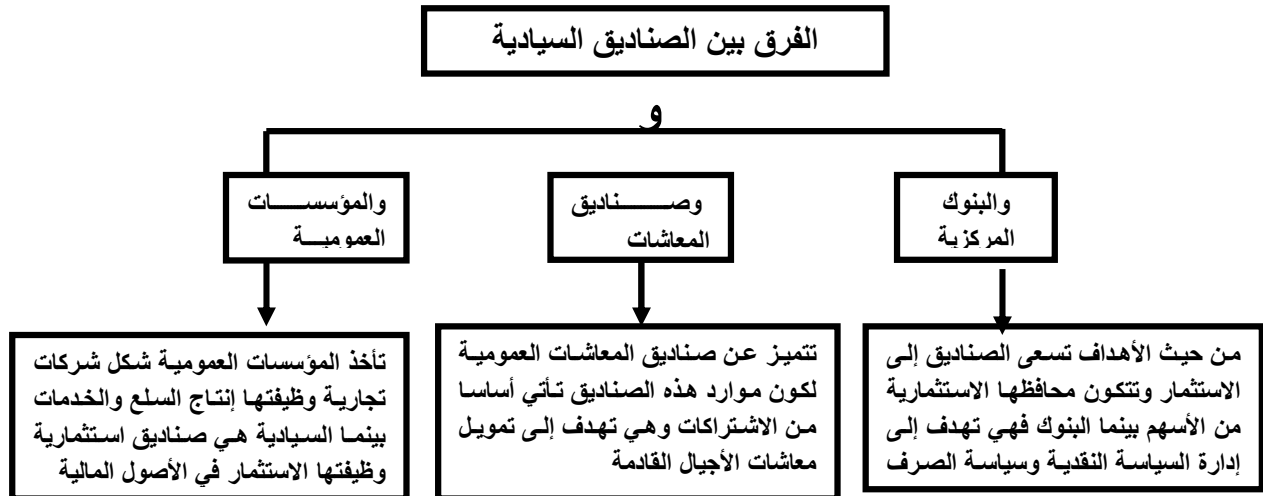 الفرق بين الصناديق السيادية
و
والبنوك
المركزية
وصـــــناديق
المعاشات
والمؤسســـات
العموميـــة
من حيث الأهداف تسعى الصناديق إلى
الاستثمار وتتكون محافظها الاستثمارية
من الأسهم بينما البنوك فهي تهدف إلى
إدارة السياسة النقدية وسياسة الصرف
تتميز عن صناديق المعاشات العمومية
لكون موارد هذه الصناديق تأتي أساسا
من الاشتراكات وهي تهدف إلى تمويل
معاشات الأجيال القادمة
تأخذ المؤسسات العمومية شكل شركات
تجارية وظيفتها إنتاج السلع والخدمات
بينما السيادية هي صناديق استثمارية
وظيفتها الاستثمار في الأصول المالية